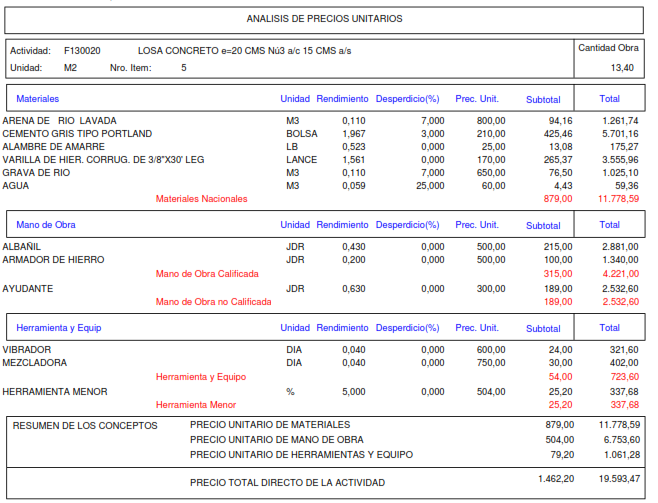 ANALISIS DE PRECIOS UNITARIOS
Actividad: F130020 LOSA CONCRETO e=20 CMS Nú3 a/c 15 CMS a/s Cantidad Obra
Unidad: M2 Nro. Item: 5 13,40
Materiales Unidad Rendimiento Desperdicio(%) Prec. Unit. Subtotal Total
ARENA DE RIO LAVADA M3 0,110 7,000 800,00 94,16 1.261,74
CEMENTO GRIS TIPO PORTLAND BOLSA 1,967 3,000 210,00 425,46 5.701,16
ALAMBRE DE AMARRE LB 0,523 0,000 25,00 13,08 175,27
VARILLA DE HIER. CORRUG. DE 3/8"X30' LEG LANCE 1,561 0,000 170,00 265,37 3.555,96
GRAVA DE RIO M3 0,110 7,000 650,00 76,50 1.025,10
AGUA M3 0,059 25,000 60,00 4,43 59,36
Materiales Nacionales 879,00 11.778,59
Mano de Obra Unidad Rendimiento Desperdicio(%) Prec. Unit. Subtotal Total
ALBAÑIL JDR 0,430 0,000 500,00 215,00 2.881,00
ARMADOR DE HIERRO JDR 0,200 0,000 500,00 100,00 1.340,00
Mano de Obra Calificada 315,00 4.221,00
AYUDANTE JDR 0,630 0,000 300,00 189,00 2.532,60
Mano de Obra no Calificada 189,00 2.532,60
Herramienta y Equip Unidad Rendimiento Desperdicio(%) Prec. Unit. Subtotal Total
VIBRADOR DIA 0,040 0,000 600,00 24,00 321,60
MEZCLADORA DIA 0,040 0,000 750,00 30,00 402,00
Herramienta y Equipo 54,00 723,60
HERRAMIENTA MENOR % 5,000 0,000 504,00 25,20 337,68
Herramienta Menor 25,20 337,68
RESUMEN DE LOS CONCEPTOS PRECIO UNITARIO DE MATERIALES 879,00 11.778,59
PRECIO UNITARIO DE MANO DE OBRA 504,00 6.753,60
PRECIO UNITARIO DE HERRAMIENTAS Y EQUIPO 79,20 1.061,28
PRECIO TOTAL DIRECTO DE LA ACTIVIDAD 1.462,20 19.593,47